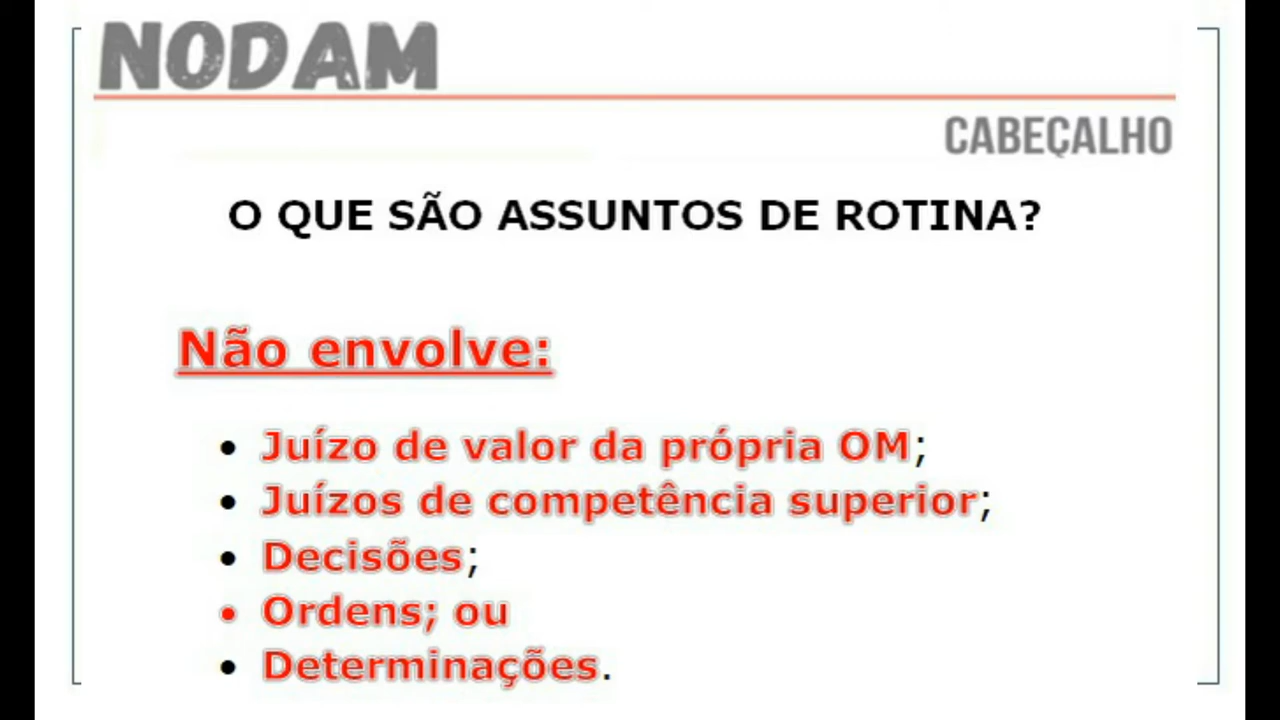 NODAM
CABEÇALHO
O QUE SÃO ASSUNTOS DE ROTINA?
Não envolve:
• Juízo de valor da própria OM;
• Juízos de competência superior;
• Decisões;
• Ordens; ou
• Determinações.